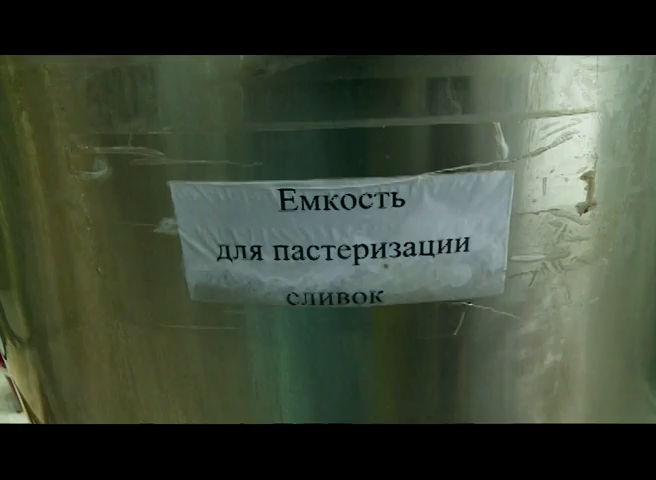 Емкость
для пастеризации
сливок